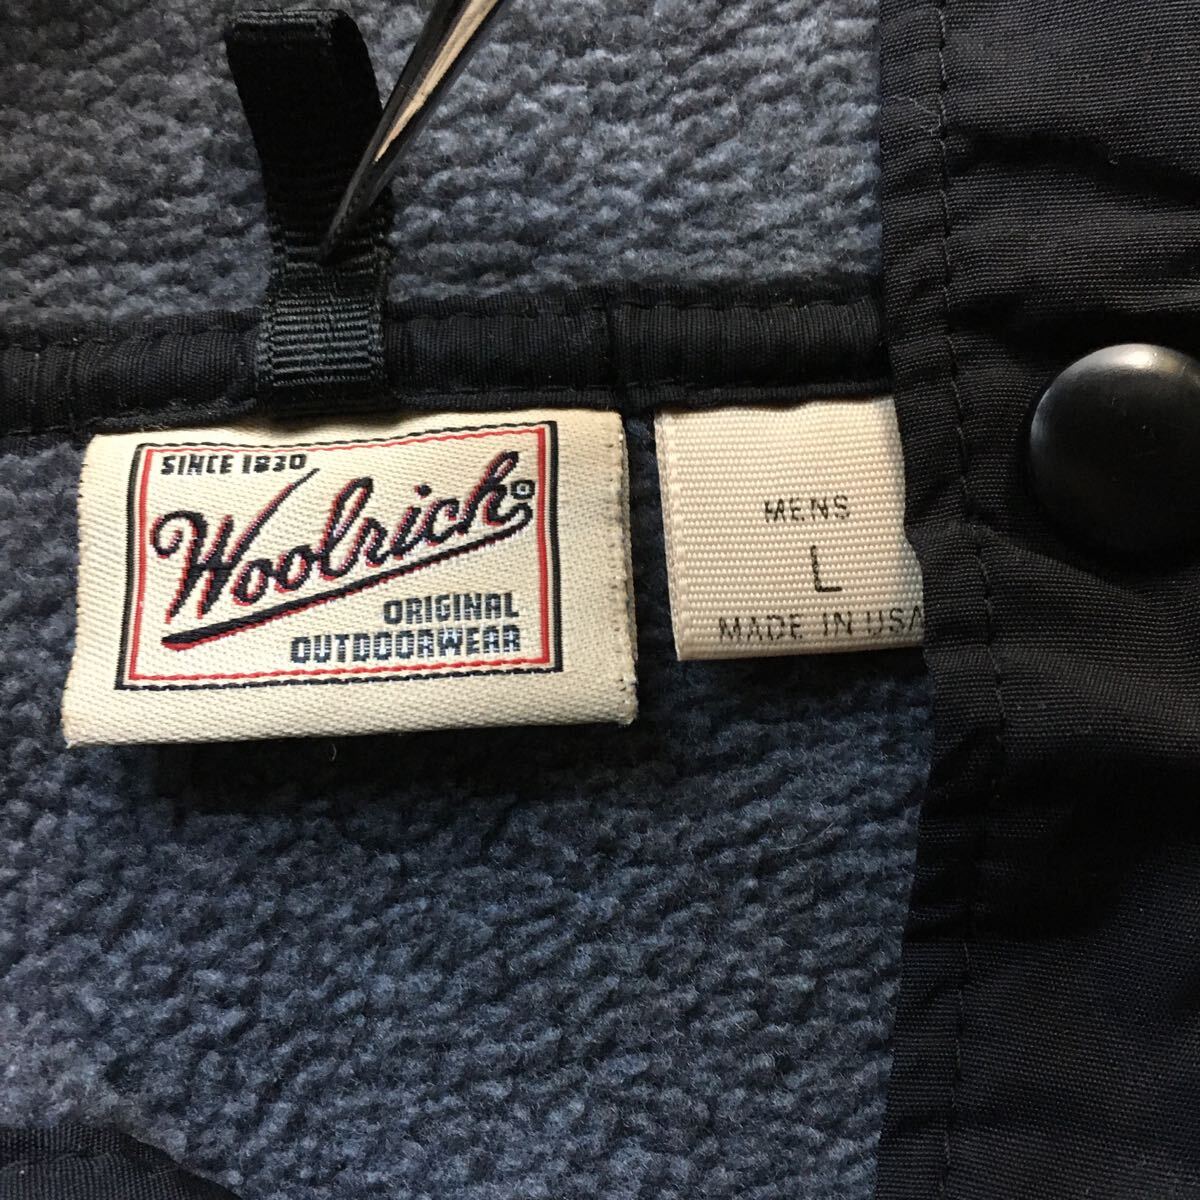 SINCE 1830
Woolrich®
ORIGINAL
OUTDOORWEAR
MENS
L
MADE IN USA